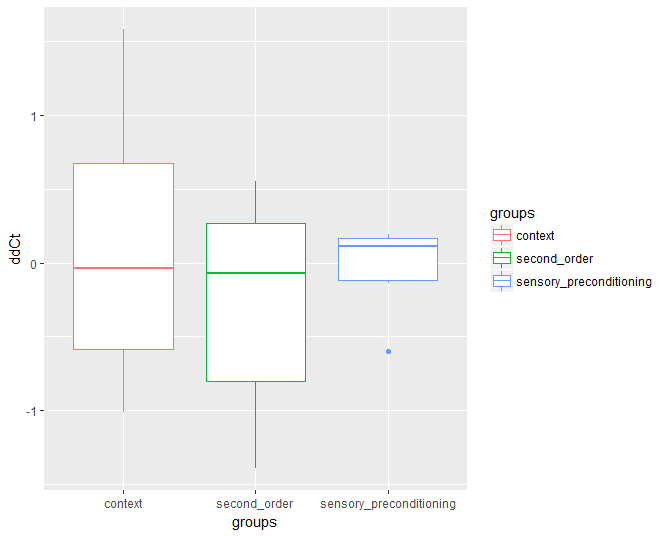 ddCt
1
0
-1
context second_order sensory_preconditioning
groups
groups
context
second_order
sensory_preconditioning